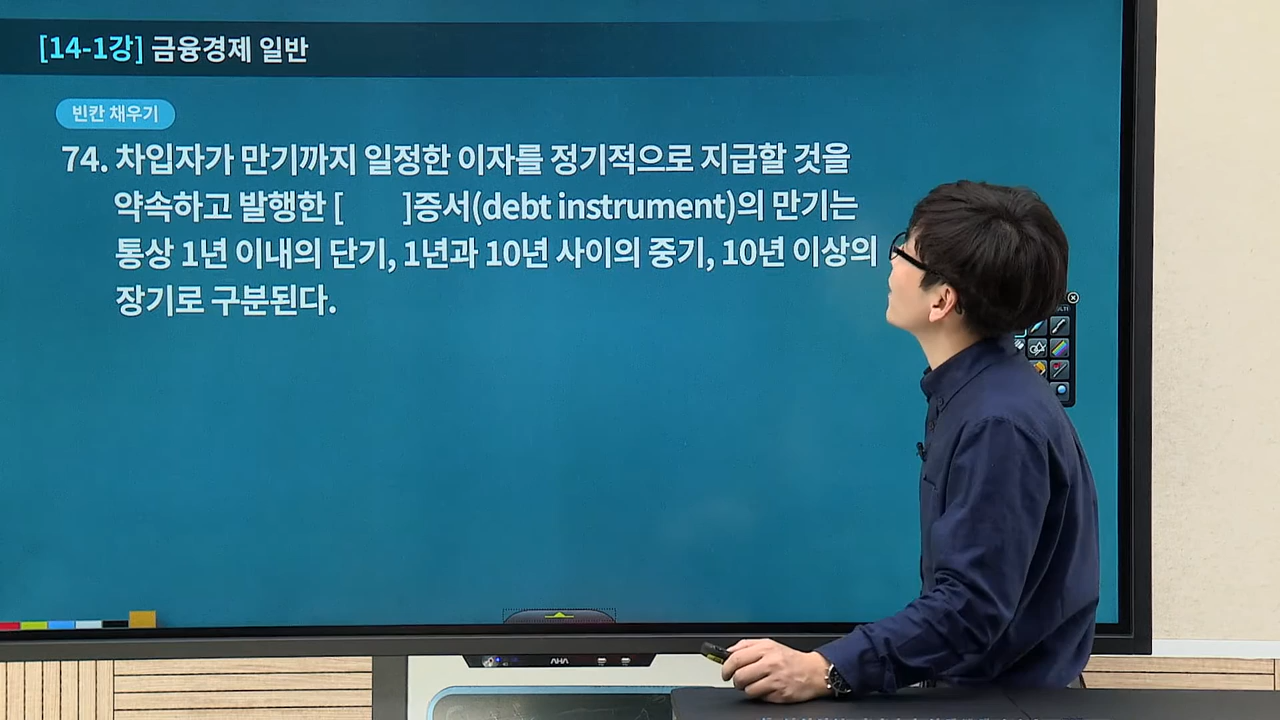 [14-1강] 금융경제 일반
빈칸 채우기
74. 차입자가 만기까지 일정한 이자를 정기적으로 지급할 것을
약속하고 발행한 [ ]증서(debt instrument)의 만기는
통상 1년 이내의 단기, 1년과 10년 사이의 중기, 10년 이상의
장기로 구분된다.
AHA